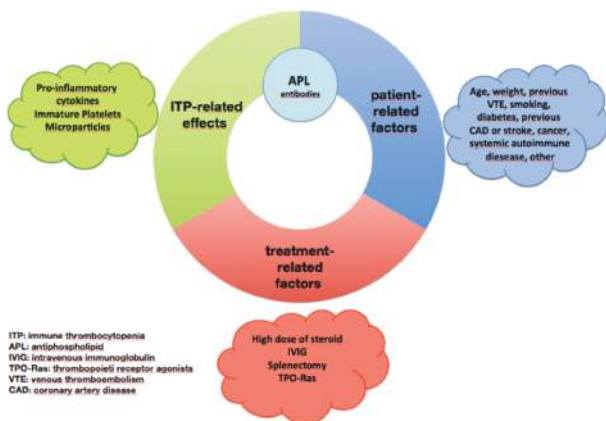 Pro-inflammatory
cytokines
Immature Platelets
Microparticles
ITP-related
effects
APL
antibodies
patient-
related
factors
Age, weight, previous
VTE, smoking,
diabetes, previous
CAD or stroke, cancer,
systemic autoimmune
diesease, other
treatment-
related
factors
High dose of steroid
IVIG
Splenectomy
TPO-Ras
ITP: immune thrombocytopenia
APL: antiphospholipid
IVIG: intravenous immunoglobulin
TPO-Ras: thrombopoieti receptor agonists
VTE: venous thromboembolism
CAD: coronary artery disease